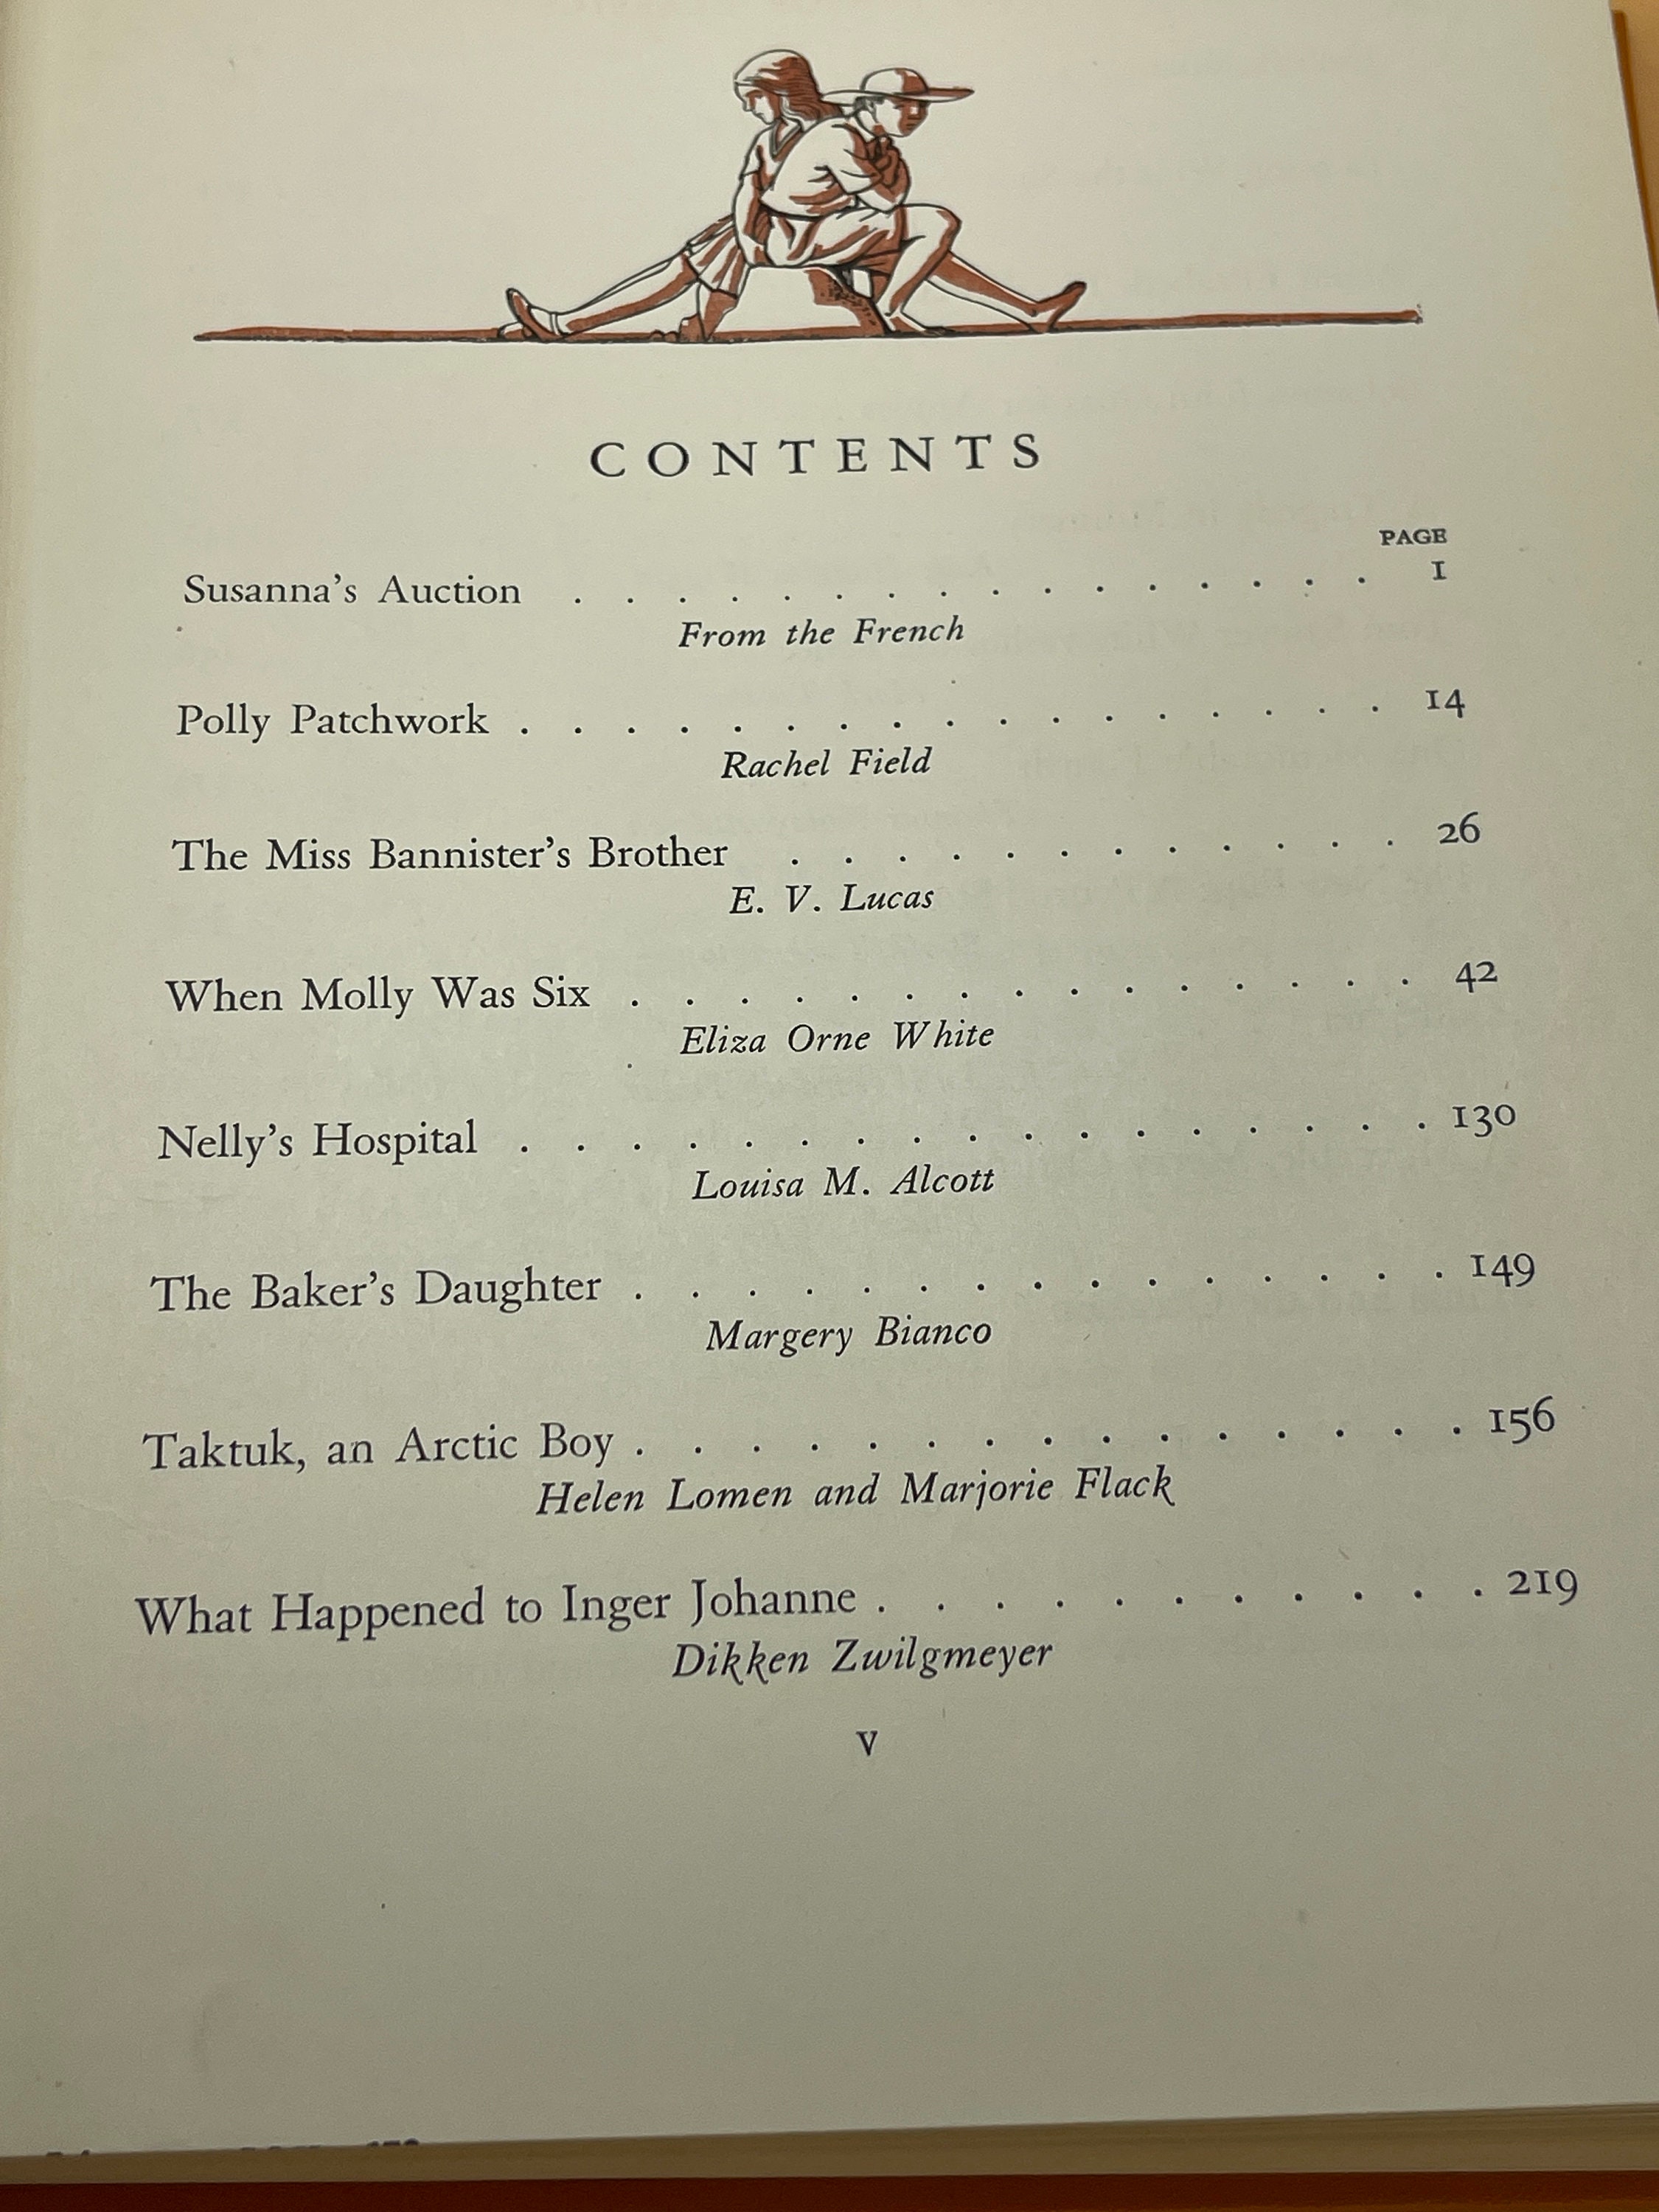 CONTENTS
PAGE
Susanna's Auction . . . . . . . . . . . . . . . . 1
From the French
Polly Patchwork . . . . . . . . . . . . . . . . . 14
Rachel Field
The Miss Bannister's Brother . . . . . . . . . . . . 26
E. V. Lucas
When Molly Was Six . . . . . . . . . . . . . . . 42
Eliza Orne White
Nelly's Hospital . . . . . . . . . . . . . . . . . 130
Louisa M. Alcott
The Baker's Daughter . . . . . . . . . . . . . . . 149
Margery Bianco
Taktuk, an Arctic Boy . . . . . . . . . . . . . . . 156
Helen Lomen and Marjorie Flack
What Happened to Inger Johanne . . . . . . . . . . . 219
Dikken Zwilgmeyer
v